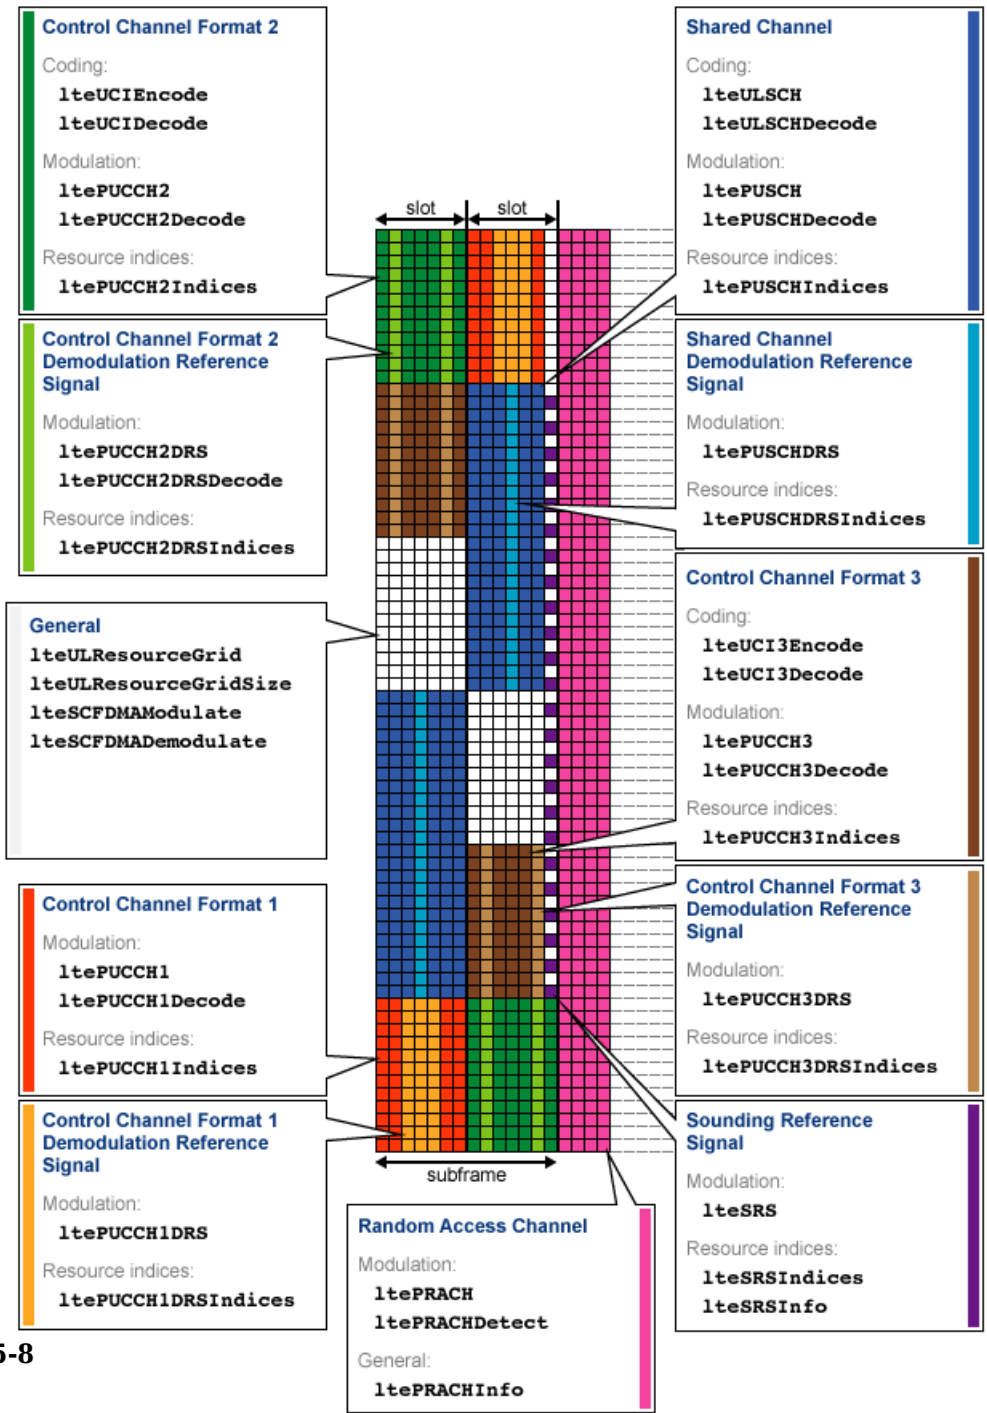 Control Channel Format 2
Coding:
lteUCIEncode
lteUCIDecode
Modulation:
ltePUCCH2
ltePUCCH2Decode
Resource indices:
ltePUCCH2Indices
Control Channel Format 2
Demodulation Reference
Signal
Modulation:
ltePUCCH2DRS
ltePUCCH2DRSDecode
Resource indices:
ltePUCCH2DRSIndices
General
lteULResourceGrid
lteULResourceGridSize
lteSCFDMAModulate
lteSCFDMADemodulate
Control Channel Format 1
Modulation:
ltePUCCH1
ltePUCCH1Decode
Resource indices:
ltePUCCH1Indices
Control Channel Format 1
Demodulation Reference
Signal
Modulation:
ltePUCCH1DRS
Resource indices:
ltePUCCH1DRSIndices
slot
slot
subframe
Random Access Channel
Modulation:
ltePRACH
ltePRACHDetect
General:
ltePRACHInfo
Shared Channel
Coding:
lteULSCH
lteULSCHDecode
Modulation:
ltePUSCH
ltePUSCHDecode
Resource indices:
ltePUSCHIndices
Shared Channel
Demodulation Reference
Signal
Modulation:
ltePUSCHDRS
Resource indices:
ltePUSCHDRSIndices
Control Channel Format 3
Coding:
lteUCI3Encode
lteUCI3Decode
Modulation:
ltePUCCH3
ltePUCCH3Decode
Resource indices:
ltePUCCH3Indices
Control Channel Format 3
Demodulation Reference
Signal
Modulation:
ltePUCCH3DRS
Resource indices:
ltePUCCH3DRSIndices
Sounding Reference
Signal
Modulation:
lteSRS
Resource indices:
lteSRSIndices
lteSRSInfo
5-8